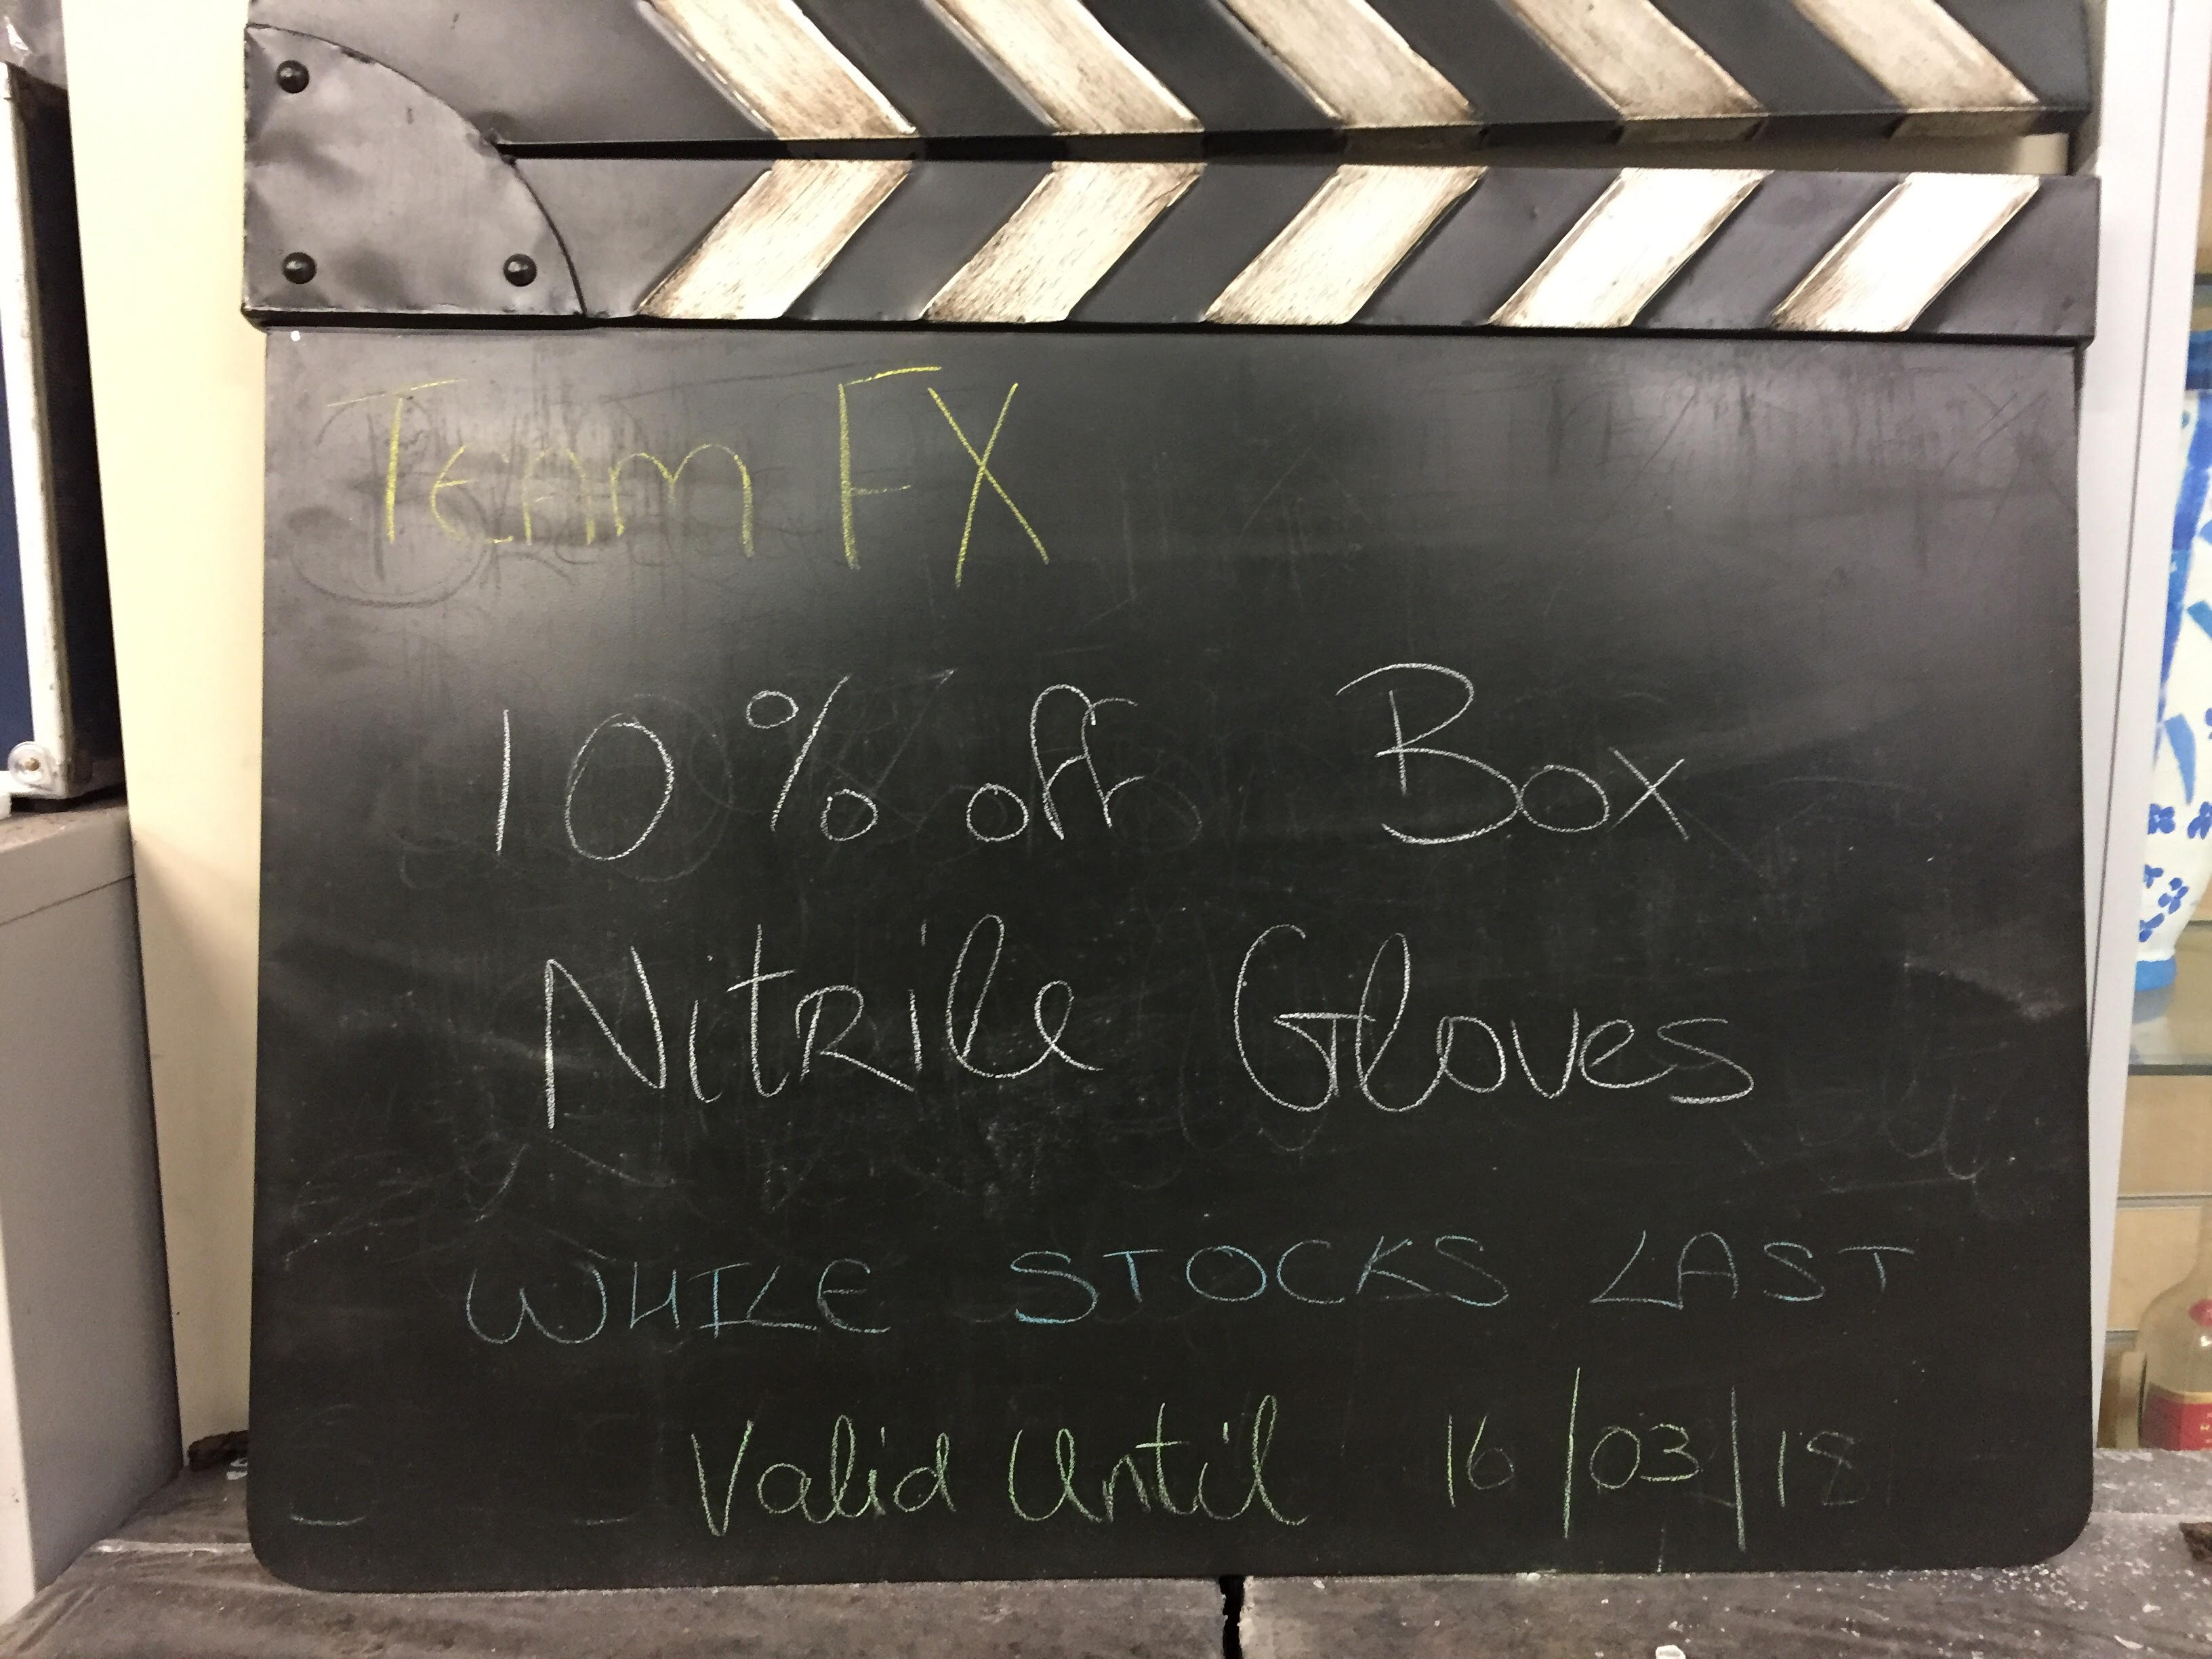 Team FX
10% off Box
Nitrile Gloves
WHILE STOCKS LAST
Valid Until 16/03/18